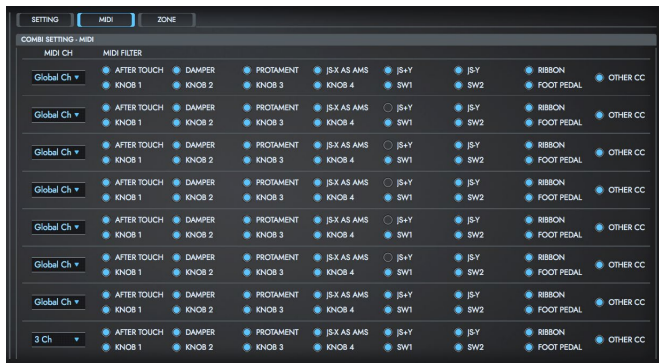 SETTING MIDI ZONE
COMBI SETTING - MIDI
MIDI CH MIDI FILTER
Global Ch AFTER TOUCH DAMPER PROTAMENT JS-X AS AMS JS+Y JS-Y RIBBON OTHER CC
KNOB 1 KNOB 2 KNOB 3 KNOB 4 SW1 SW2 FOOT PEDAL
Global Ch AFTER TOUCH DAMPER PROTAMENT JS-X AS AMS JS+Y JS-Y RIBBON OTHER CC
KNOB 1 KNOB 2 KNOB 3 KNOB 4 SW1 SW2 FOOT PEDAL
Global Ch AFTER TOUCH DAMPER PROTAMENT JS-X AS AMS JS+Y JS-Y RIBBON OTHER CC
KNOB 1 KNOB 2 KNOB 3 KNOB 4 SW1 SW2 FOOT PEDAL
Global Ch AFTER TOUCH DAMPER PROTAMENT JS-X AS AMS JS+Y JS-Y RIBBON OTHER CC
KNOB 1 KNOB 2 KNOB 3 KNOB 4 SW1 SW2 FOOT PEDAL
Global Ch AFTER TOUCH DAMPER PROTAMENT JS-X AS AMS JS+Y JS-Y RIBBON OTHER CC
KNOB 1 KNOB 2 KNOB 3 KNOB 4 SW1 SW2 FOOT PEDAL
Global Ch AFTER TOUCH DAMPER PROTAMENT JS-X AS AMS JS+Y JS-Y RIBBON OTHER CC
KNOB 1 KNOB 2 KNOB 3 KNOB 4 SW1 SW2 FOOT PEDAL
Global Ch AFTER TOUCH DAMPER PROTAMENT JS-X AS AMS JS+Y JS-Y RIBBON OTHER CC
KNOB 1 KNOB 2 KNOB 3 KNOB 4 SW1 SW2 FOOT PEDAL
3 Ch AFTER TOUCH DAMPER PROTAMENT JS-X AS AMS JS+Y JS-Y RIBBON OTHER CC
KNOB 1 KNOB 2 KNOB 3 KNOB 4 SW1 SW2 FOOT PEDAL